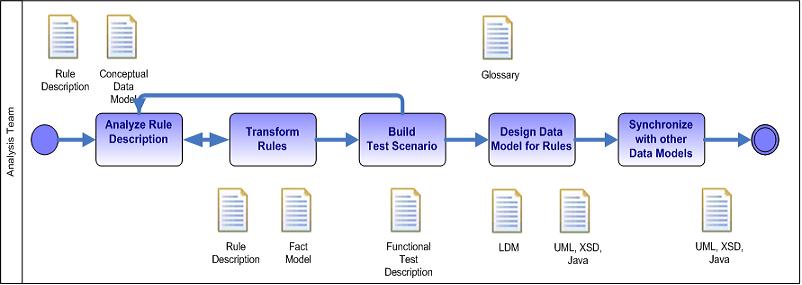 Analysis Team
Rule
Description
Conceptual
Data
Model
Glossary
Analyze Rule
Description
Transform
Rules
Build
Test Scenario
Design Data
Model for Rules
Synchronize
with other
Data Models
Rule
Description
Fact
Model
Functional
Test
Description
LDM
UML, XSD,
Java
UML, XSD,
Java